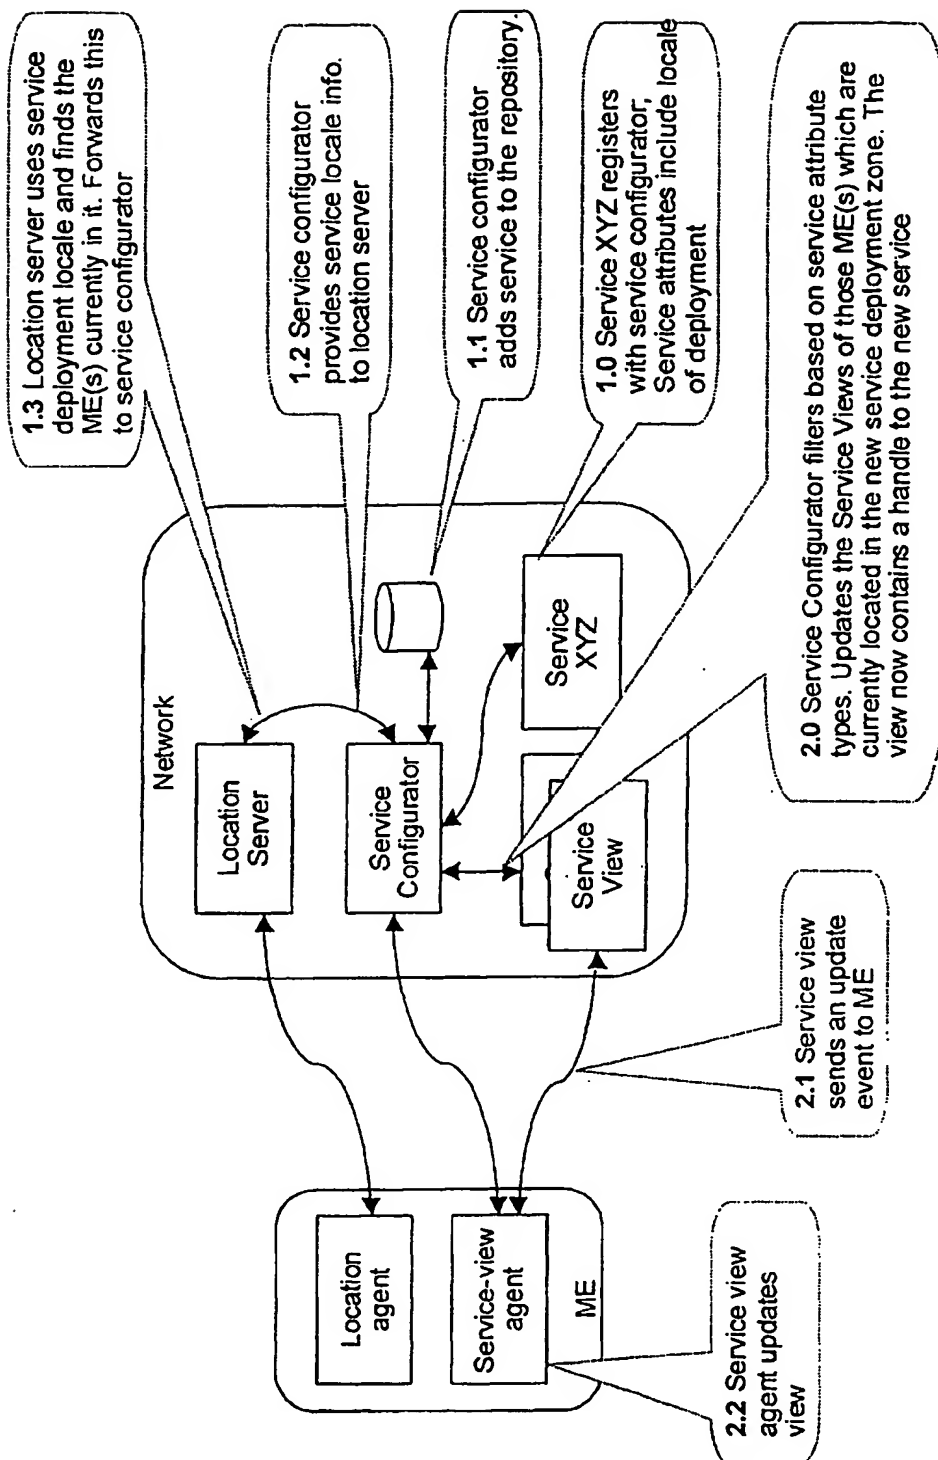 1.3 Location server uses service
deployment locale and finds the
ME(s) currently in it. Forwards this
to service configurator
1.2 Service configurator
provides service locale info.
to location server
1.1 Service configurator
adds service to the repository.
1.0 Service XYZ registers
with service configurator;
Service attributes include locale
of deployment
2.0 Service Configurator filters based on service attribute
types. Updates the Service Views of those ME(s) which are
currently located in the new service deployment zone. The
view now contains a handle to the new service
Network
Location
Server
Service
Configurator
Service
XYZ
Service
View
2.1 Service view
sends an update
event to ME
Location
agent
Service-view
agent
ME
2.2 Service view
agent updates
view